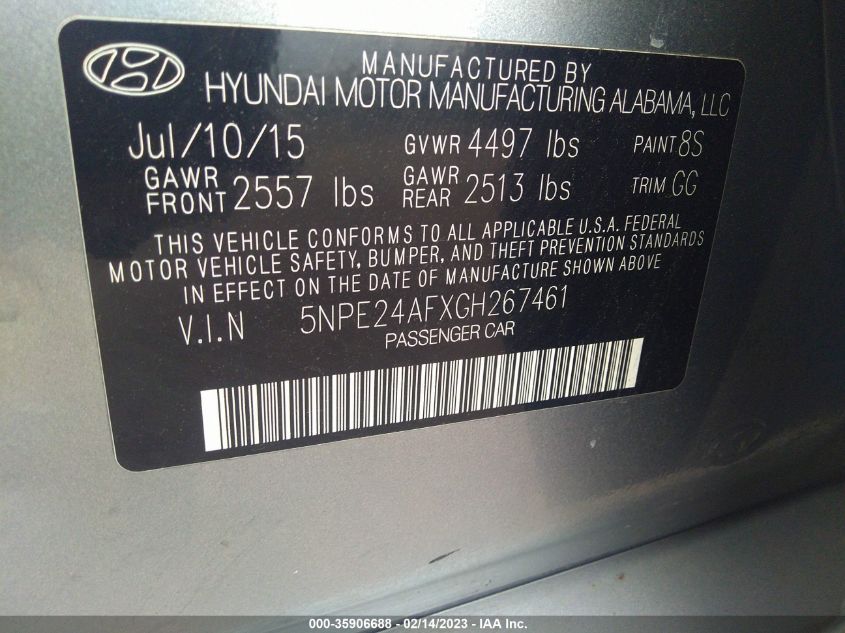 MANUFACTURED BY
HYUNDAI MOTOR MANUFACTURING ALABAMA, LLC
Jul/10/15 GVWR 4497 lbs PAINT 8S
GAWR FRONT 2557 lbs GAWR REAR 2513 lbs TRIM GG
THIS VEHICLE CONFORMS TO ALL APPLICABLE U.S.A. FEDERAL
MOTOR VEHICLE SAFETY, BUMPER, AND THEFT PREVENTION STANDARDS
IN EFFECT ON THE DATE OF MANUFACTURE SHOWN ABOVE
V.I.N 5NPE24AFXGH267461
PASSENGER CAR
000-35906688 - 02/14/2023 - IAA Inc.